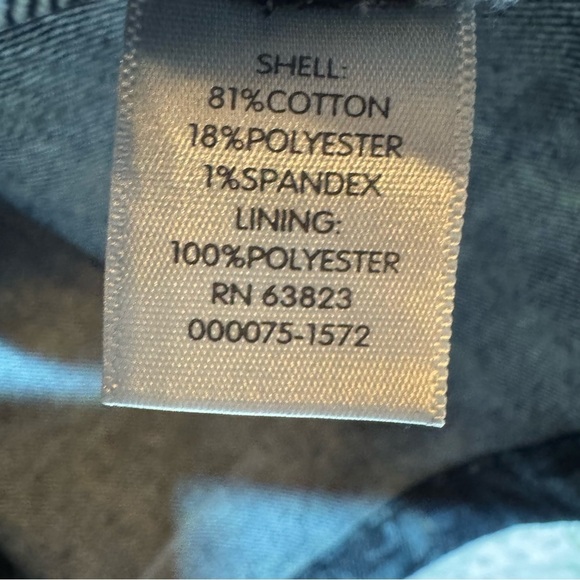 SHELL:
81%COTTON
18%POLYESTER
1%SPANDEX
LINING:
100%POLYESTER
RN 63823
000075-1572